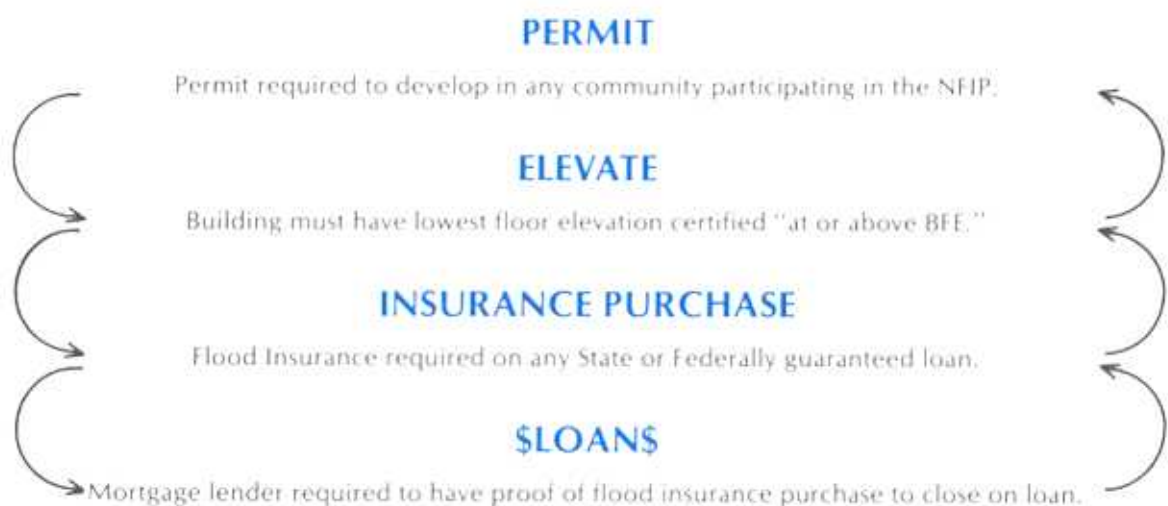 PERMIT
Permit required to develop in any community participating in the NFIP.
ELEVATE
Building must have lowest floor elevation certified "at or above BFE."
INSURANCE PURCHASE
Flood Insurance required on any State or Federally guaranteed loan.
$LOAN$
Mortgage lender required to have proof of flood insurance purchase to close on loan.